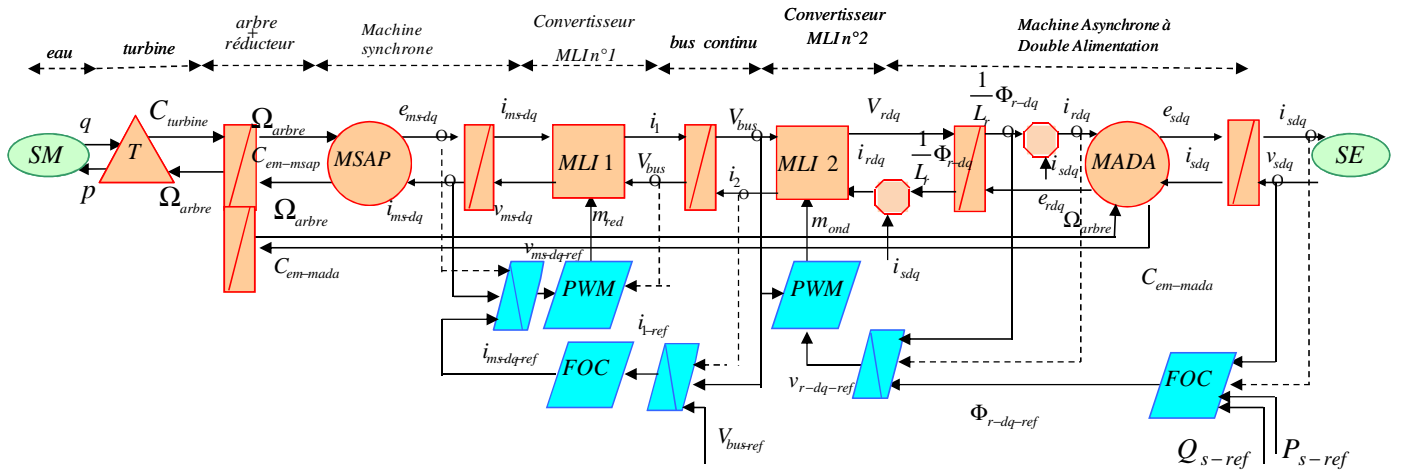 eau
turbine
arbre
+
réducteur
Machine
synchrone
Convertisseur
MLI n°1
bus continu
Convertisseur
MLI n°2
Machine Asynchrone à
Double Alimentation
SM
q
p
T
C_turbine
Ω_arbre
Ω_arbre
C_em-msap
Ω_arbre
C_em-mada
MSAP
e_ms-dq
i_ms-dq
i_ms-dq
v_ms-dq
MLI 1
i_1
V_bus
m_red
V_bus
i_2
MLI 2
V_rdq
i_rdq
m_ond
1/L_r Φ_r-dq
1/L_r Φ_r-dq
i_sdq
i_rdq
i_sdq
e_rdq
Ω_arbre
MADA
e_sdq
i_sdq
i_sdq
v_sdq
SE
C_em-mada
v_ms-dq-ref
PWM
i_1-ref
i_ms-dq-ref
FOC
V_bus-ref
PWM
v_r-dq-ref
Φ_r-dq-ref
FOC
Q_s-ref
P_s-ref